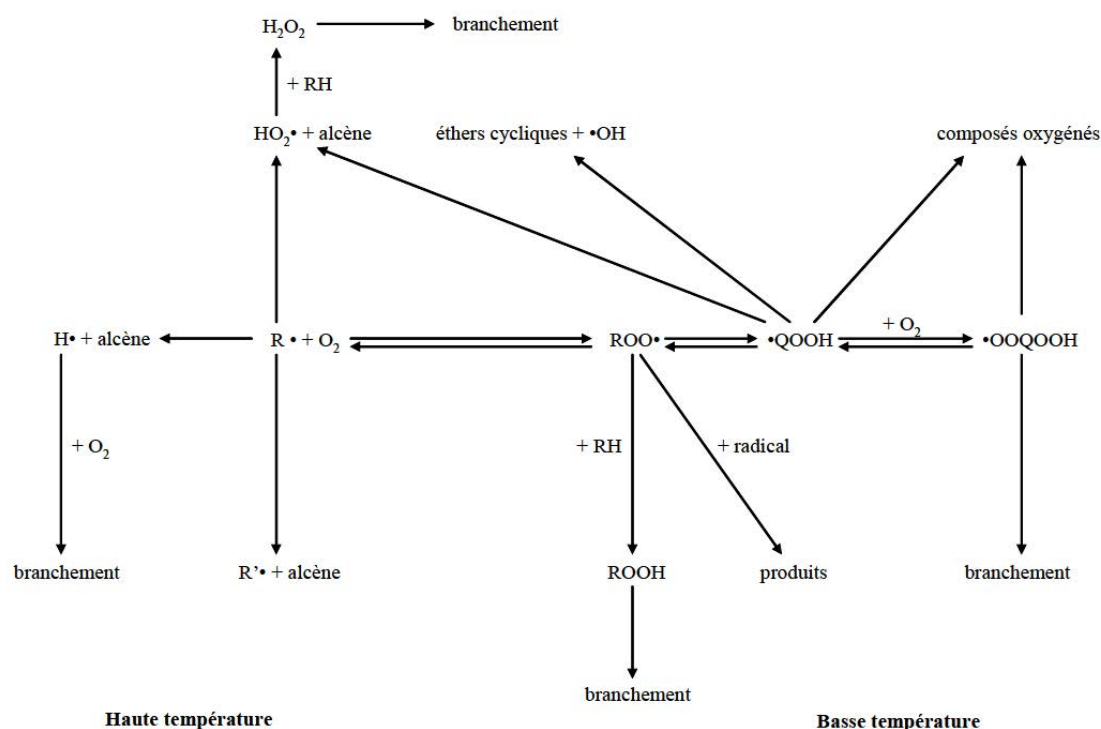 H₂O₂ branchement
+ RH
HO₂• + alcène éthers cycliques + •OH composés oxygénés
+ O₂
H• + alcène R • + O₂ ROO• •QOOH •OOQOOH
+ O₂ + RH + radical
branchement R’• + alcène ROOH produits branchement
branchement
Haute température Basse température